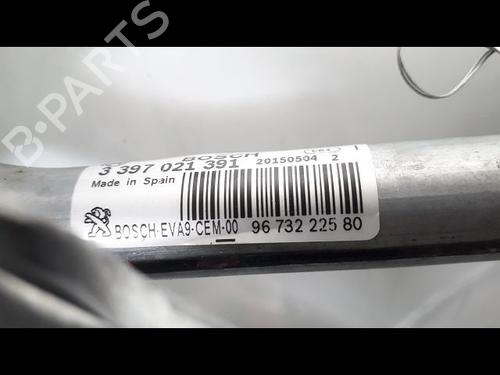 B-PARTS
BOSCH
3 397 021 391
20150504 2
Made in Spain
BOSCH-EVA9-CEM-00
96 732 225 80